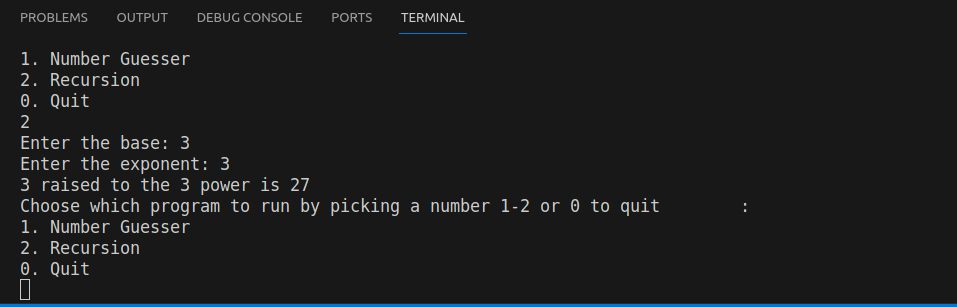 PROBLEMS OUTPUT DEBUG CONSOLE PORTS TERMINAL
1. Number Guesser
2. Recursion
0. Quit
2
Enter the base: 3
Enter the exponent: 3
3 raised to the 3 power is 27
Choose which program to run by picking a number 1-2 or 0 to quit        :
1. Number Guesser
2. Recursion
0. Quit